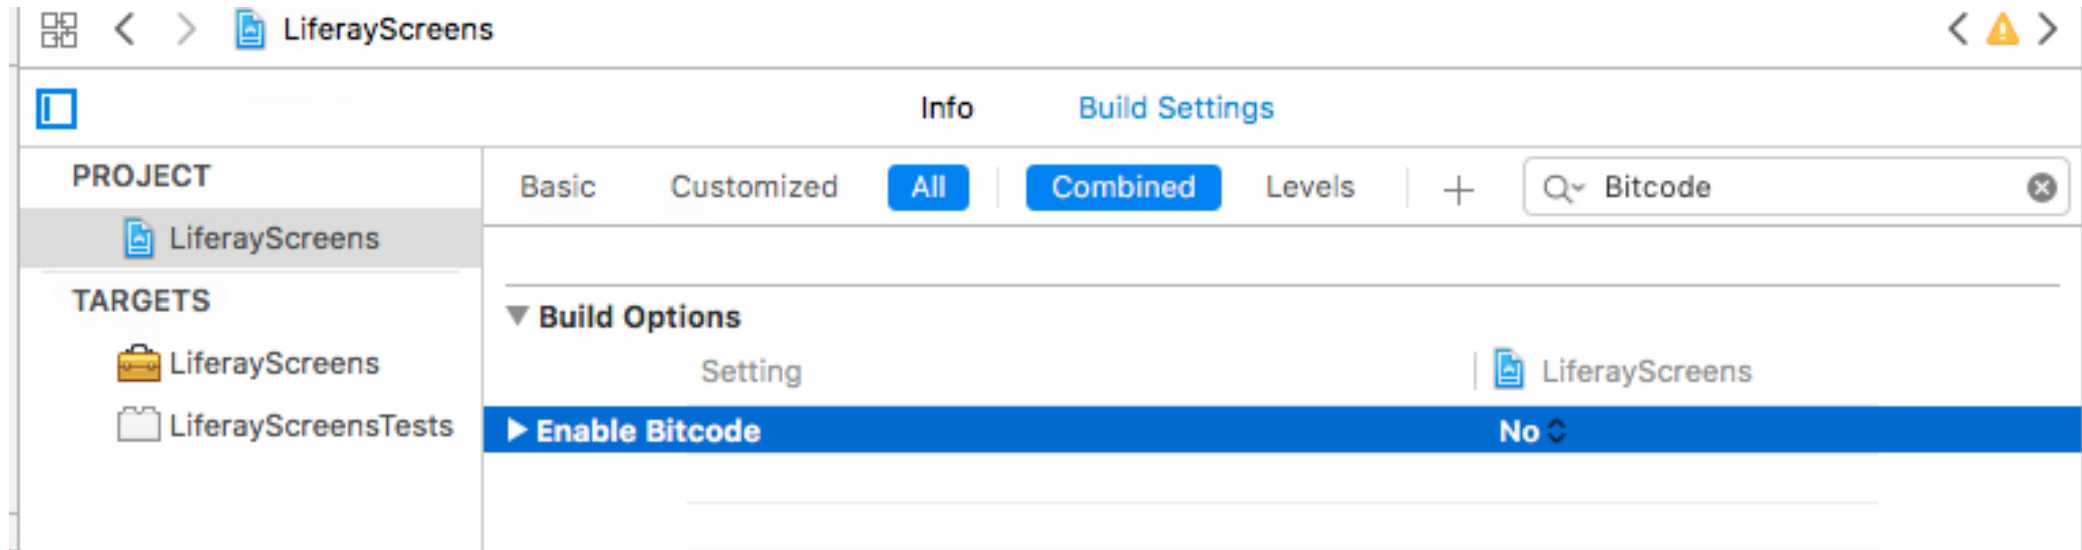 LiferayScreens
Info Build Settings
PROJECT
LiferayScreens
TARGETS
LiferayScreens
LiferayScreensTests
Basic Customized All Combined Levels + Bitcode
Build Options
Setting LiferayScreens
Enable Bitcode No